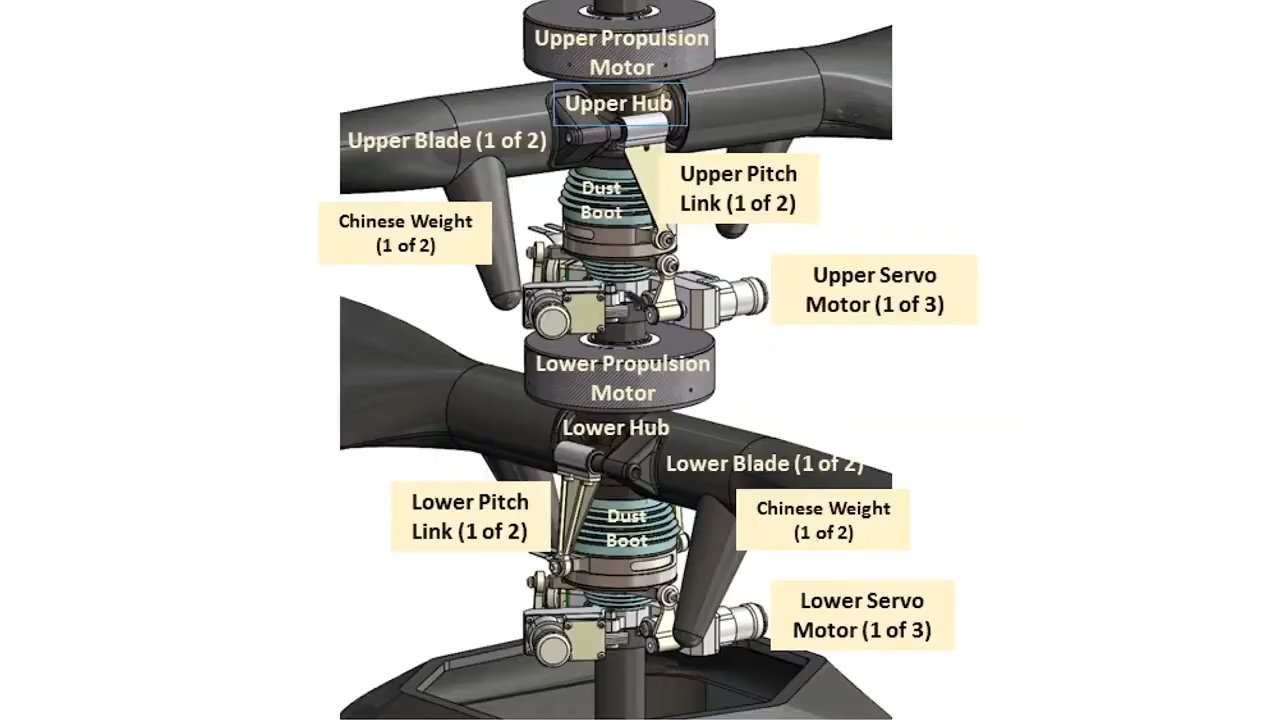 Upper Propulsion
Motor
Upper Hub
Upper Blade (1 of 2)
Upper Pitch
Link (1 of 2)
Dust
Boot
Chinese Weight
(1 of 2)
Upper Servo
Motor (1 of 3)
Lower Propulsion
Motor
Lower Hub
Lower Blade (1 of 2)
Lower Pitch
Link (1 of 2)
Chinese Weight
(1 of 2)
Dust
Boot
Lower Servo
Motor (1 of 3)